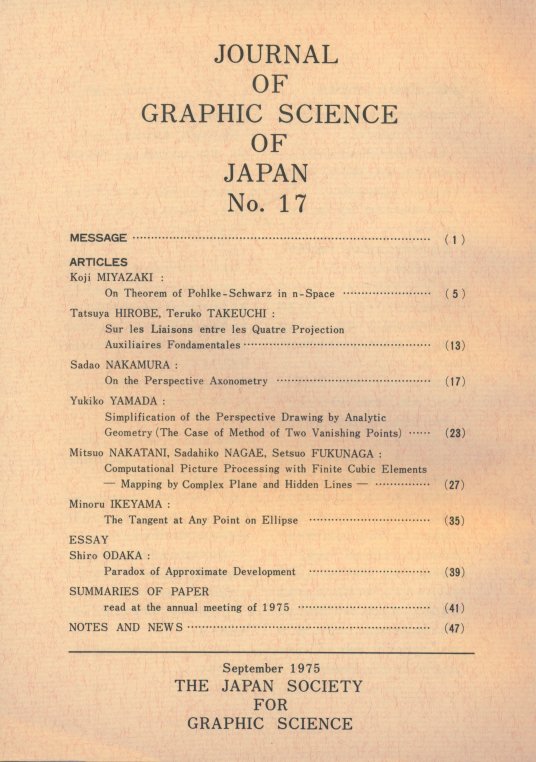 JOURNAL
OF
GRAPHIC SCIENCE
OF
JAPAN
No. 17
MESSAGE ⋯⋯⋯⋯⋯⋯⋯⋯⋯⋯⋯⋯⋯⋯⋯⋯ (1)
ARTICLES
Koji MIYAZAKI :
On Theorem of Pohlke-Schwarz in n-Space ⋯⋯⋯⋯⋯ (5)
Tatsuya HIROBE, Teruko TAKEUCHI :
Sur les Liaisons entre les Quatre Projection
Auxiliaires Fondamentales ⋯⋯⋯⋯⋯⋯⋯⋯⋯⋯ (13)
Sadao NAKAMURA :
On the Perspective Axonometry ⋯⋯⋯⋯⋯⋯⋯⋯ (17)
Yukiko YAMADA :
Simplification of the Perspective Drawing by Analytic
Geometry (The Case of Method of Two Vanishing Points) ⋯⋯ (23)
Mitsuo NAKATANI, Sadahiko NAGAE, Setsuo FUKUNAGA :
Computational Picture Processing with Finite Cubic Elements
— Mapping by Complex Plane and Hidden Lines — ⋯⋯⋯⋯ (27)
Minoru IKEYAMA :
The Tangent at Any Point on Ellipse ⋯⋯⋯⋯⋯⋯⋯ (35)
ESSAY
Shiro ODAKA :
Paradox of Approximate Development ⋯⋯⋯⋯⋯⋯⋯ (39)
SUMMARIES OF PAPER
read at the annual meeting of 1975 ⋯⋯⋯⋯⋯⋯⋯ (41)
NOTES AND NEWS ⋯⋯⋯⋯⋯⋯⋯⋯⋯⋯⋯⋯⋯ (47)
September 1975
THE JAPAN SOCIETY
FOR
GRAPHIC SCIENCE